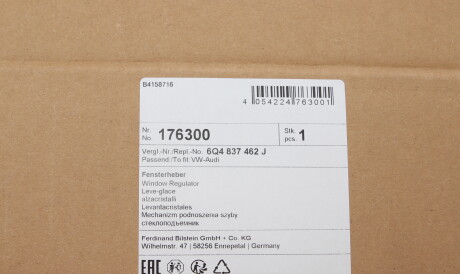 B4158716
4 054224 763001
Nr. No. 176300 Stk. pcs. 1
Vergl.-Nr./Repl.-No. 6Q4 837 462 J
Passend/To fit VW-Audi
Fensterheber
Window Regulator
Leve-glace
alzacristalli
Levantacristales
Mechanizm podnoszenia szyby
стеклоподъемник
Ferdinand Bilstein GmbH + Co. KG
Wilhelmstr. 47 | 58256 Ennepetal | Germany
EAC